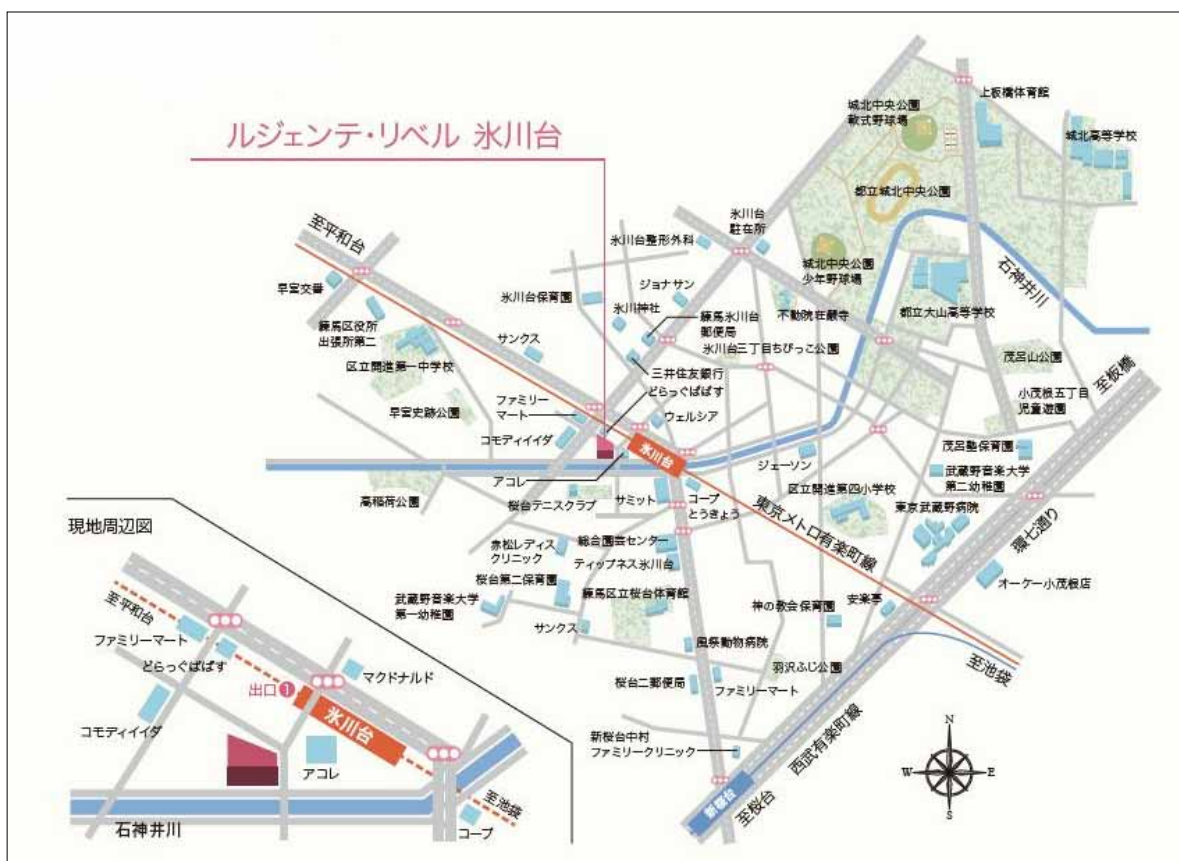 ルジェンテ・リベル 氷川台
上板橋体育館
城北中央公園
軟式野球場
城北高等学校
都立城北中央公園
至平和台
氷川台
駐在所
氷川台整形外科
城北中央公園
少年野球場
石神井川
早宮交番
氷川台保育園
ジョナサン
不動院荘厳寺
都立大山高等学校
練馬区役所
出張所第二
氷川神社
練馬氷川台
郵便局
サンクス
氷川台三丁目ちびっこ公園
茂呂山公園
区立開進第一中学校
三井住友銀行
至板橋
早宮史跡公園
ファミリー
マート
どらっぐぱぱす
小茂根五丁目
児童遊園
ウェルシア
コモディイイダ
氷川台
茂呂塾保育園
ジェーソン
アコレ
武蔵野音楽大学
第二幼稚園
高稲荷公園
桜台テニスクラブ
サミット
コープ
とうきょう
区立開進第四小学校
東京武蔵野病院
東京メトロ有楽町線
環七通り
赤松レディス
クリニック
総合園芸センター
ティップネス氷川台
オーケー小茂根店
桜台第二保育園
武蔵野音楽大学
第一幼稚園
練馬区立桜台体育館
神の教会保育園
安楽亭
サンクス
風祭動物病院
羽沢ふじ公園
至池袋
桜台二郵便局
ファミリーマート
新桜台中村
ファミリークリニック
西武有楽町線
新桜台
至桜台
N
W
E
S
現地周辺図
至平和台
ファミリーマート
どらっぐぱぱす
マクドナルド
出口❶
氷川台
コモディイイダ
アコレ
至池袋
石神井川
コープ